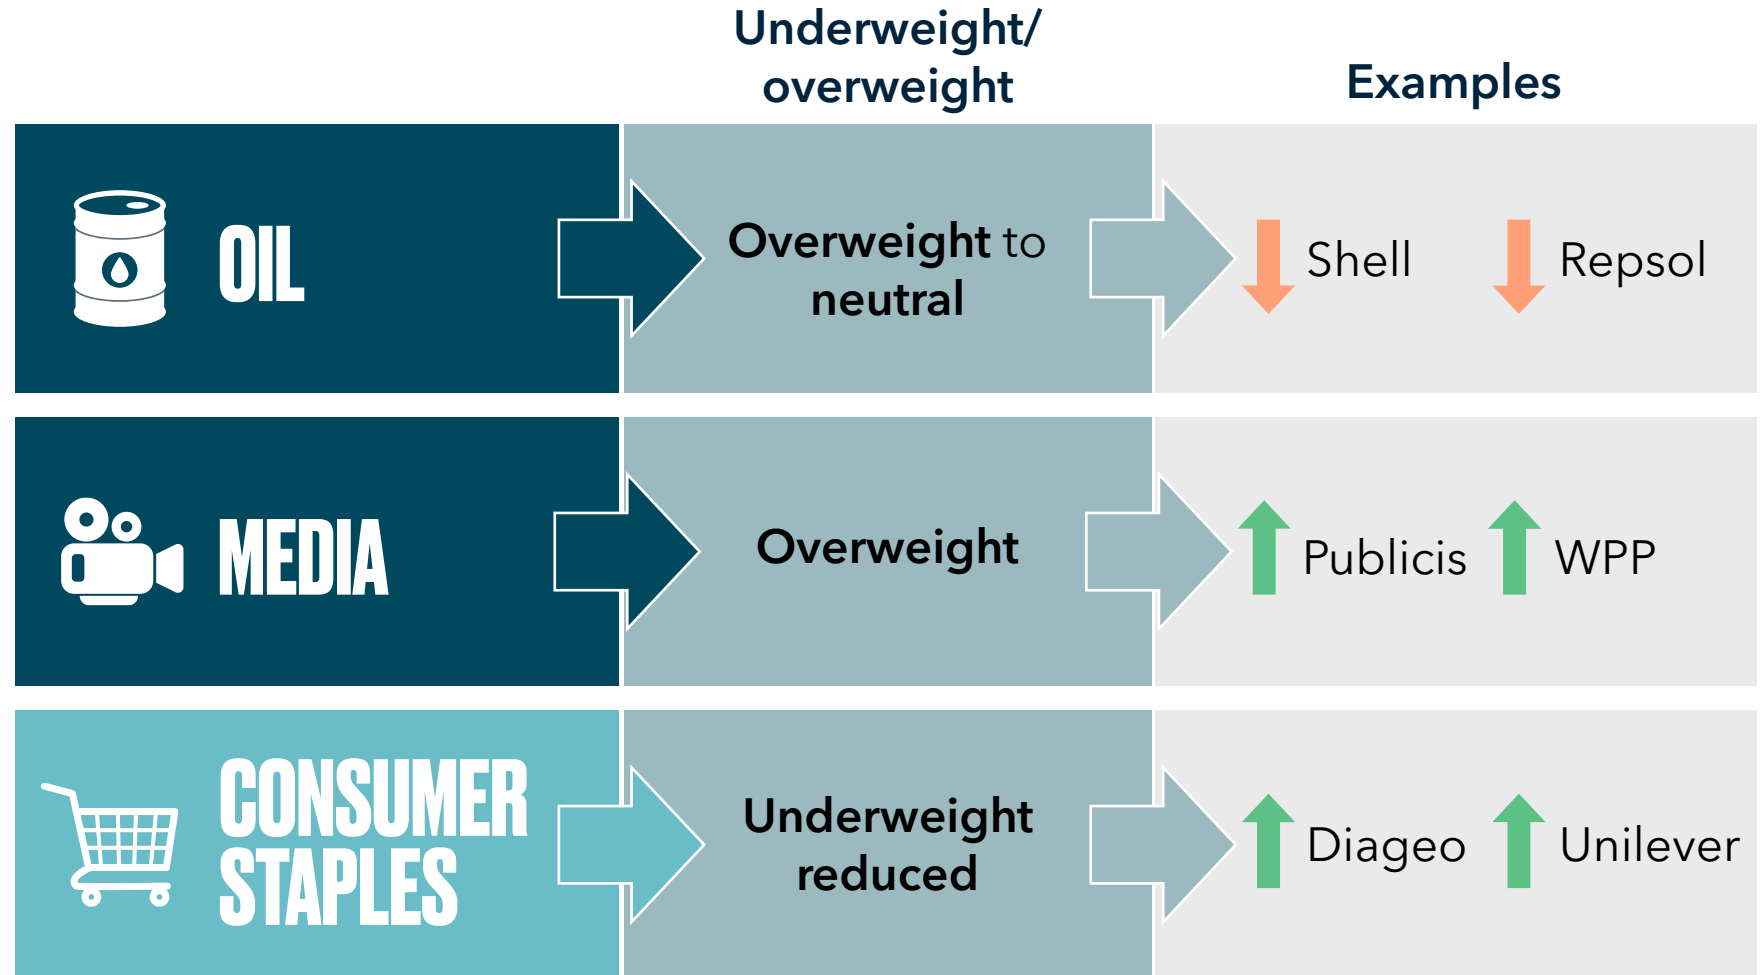 Underweight/
overweight
Examples
OIL
Overweight to
neutral
Shell
Repsol
MEDIA
Overweight
Publicis
WPP
CONSUMER
STAPLES
Underweight
reduced
Diageo
Unilever